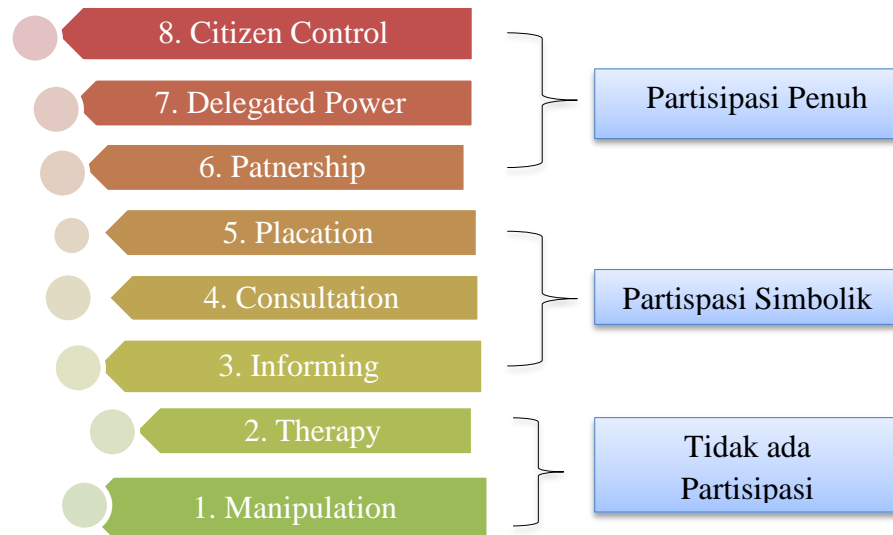 8. Citizen Control
7. Delegated Power
6. Patnership
Partisipasi Penuh
5. Placation
4. Consultation
3. Informing
Partispasi Simbolik
2. Therapy
1. Manipulation
Tidak ada
Partisipasi